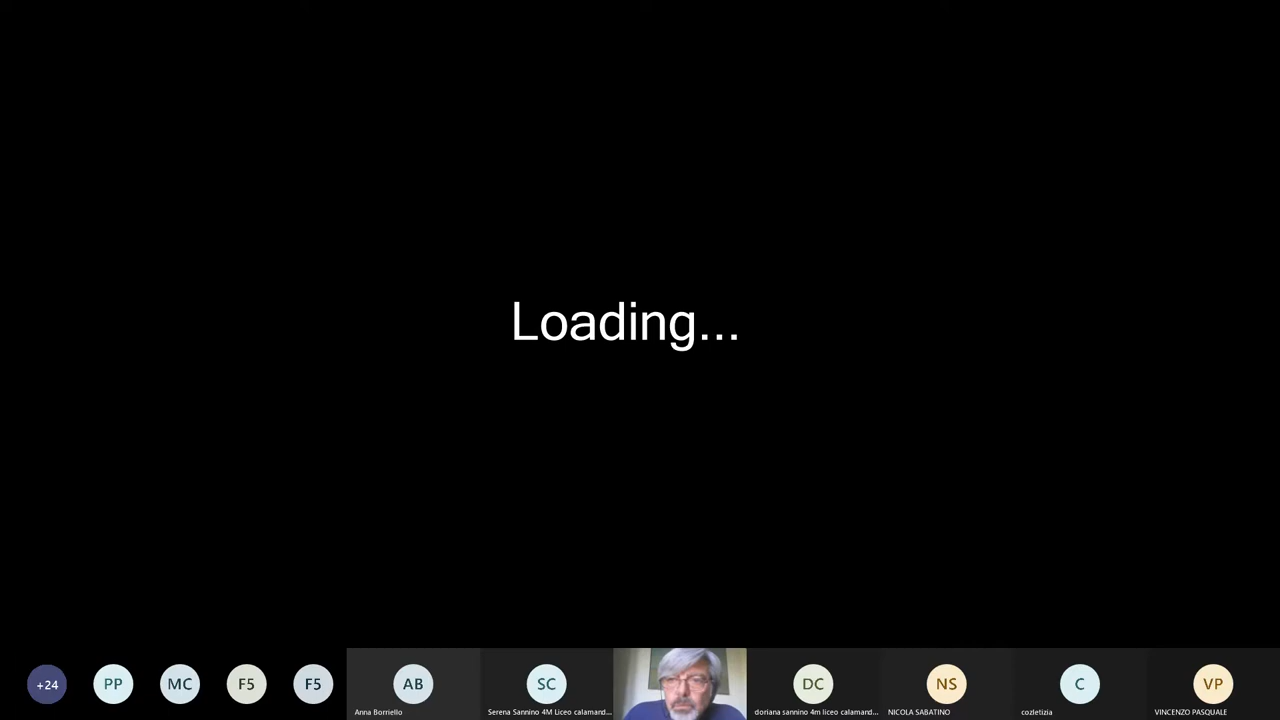 Loading...
+24
PP
MC
F5
F5
AB
Anna Borriello
SC
Serena Sannino 4M Liceo calamand...
DC
doriana sannino 4m liceo calamand...
NS
NICOLA SABATINO
C
cozletizia
VP
VINCENZO PASQUALE